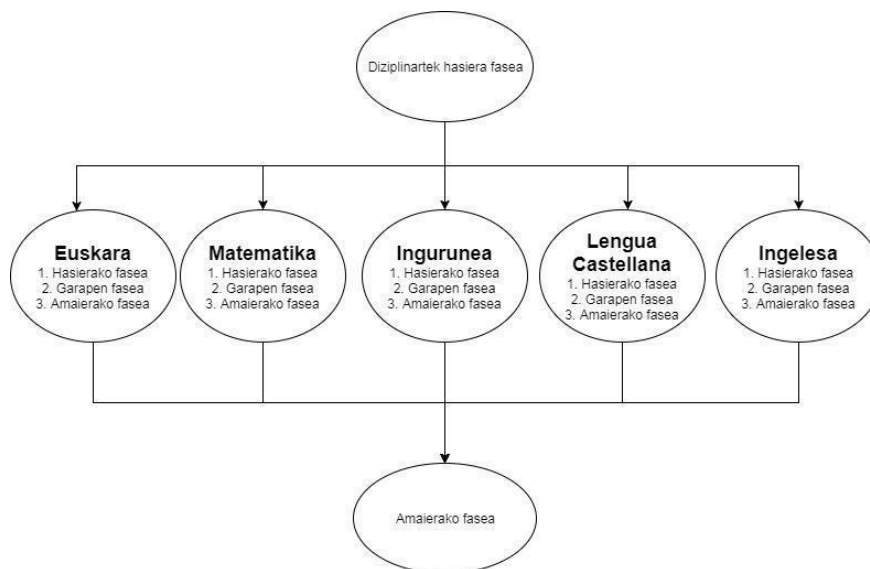 Diziplinartek hasiera fasea
Euskara
1. Hasierako fasea
2. Garapen fasea
3. Amaierako fasea
Matematika
1. Hasierako fasea
2. Garapen fasea
3. Amaierako fasea
Ingurunea
1. Hasierako fasea
2. Garapen fasea
3. Amaierako fasea
Lengua
Castellana
1. Hasierako fasea
2. Garapen fasea
3. Amaierako fasea
Ingelesa
1. Hasierako fasea
2. Garapen fasea
3. Amaierako fasea
Amaierako fasea